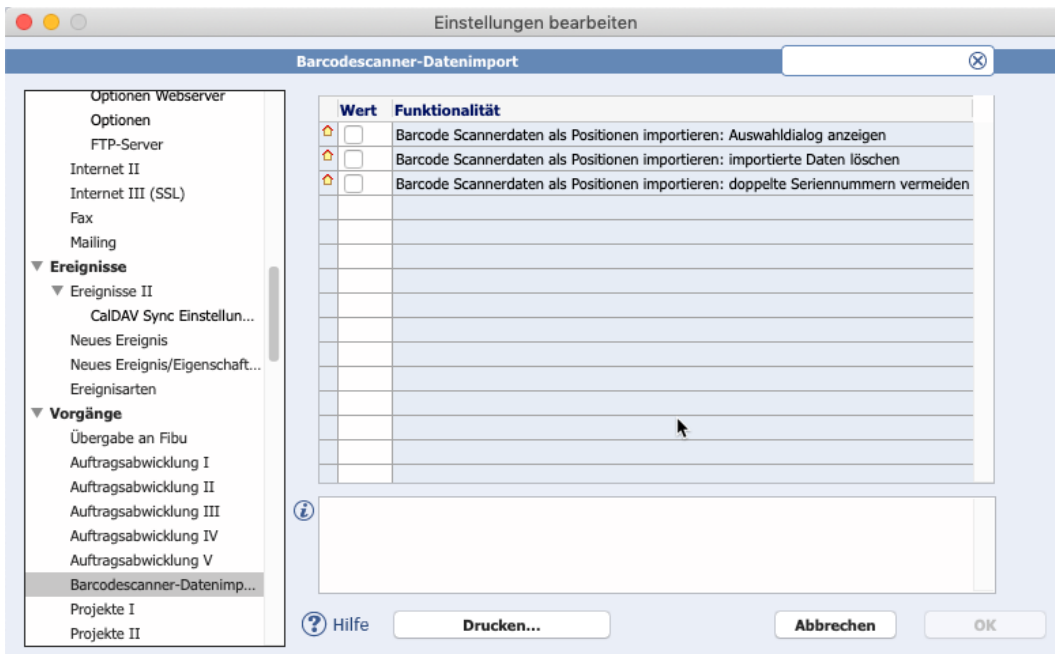 Einstellungen bearbeiten
Barcodescanner-Datenimport
Optionen Webserver
Optionen
FTP-Server
Internet II
Internet III (SSL)
Fax
Mailing
Ereignisse
Ereignisse II
CalDAV Sync Einstellun...
Neues Ereignis
Neues Ereignis/Eigenschaft...
Ereignisarten
Vorgänge
Übergabe an Fibu
Auftragsabwicklung I
Auftragsabwicklung II
Auftragsabwicklung III
Auftragsabwicklung IV
Auftragsabwicklung V
Barcodescanner-Datenimp...
Projekte I
Projekte II
Wert Funktionalität
Barcode Scannerdaten als Positionen importieren: Auswahldialog anzeigen
Barcode Scannerdaten als Positionen importieren: importierte Daten löschen
Barcode Scannerdaten als Positionen importieren: doppelte Seriennummern vermeiden
Hilfe Drucken... Abbrechen OK